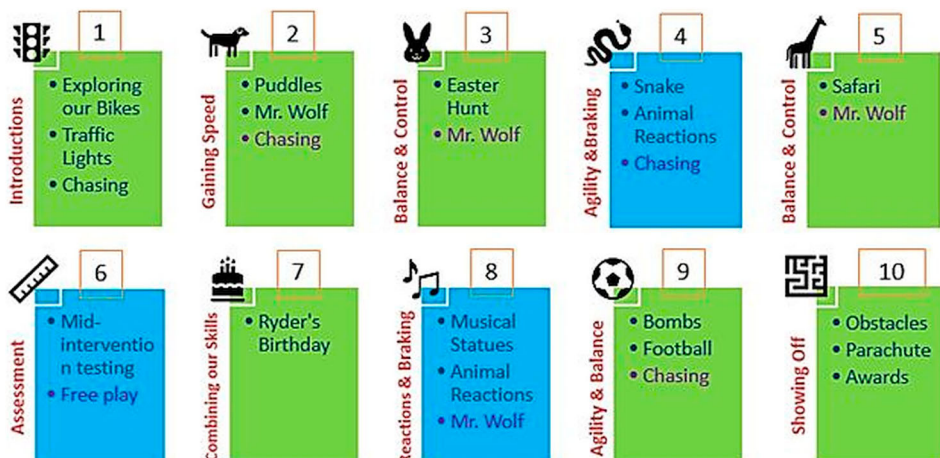 1
Introductions
• Exploring
our Bikes
• Traffic
Lights
• Chasing
2
Gaining Speed
• Puddles
• Mr. Wolf
• Chasing
3
Balance & Control
• Easter
Hunt
• Mr. Wolf
4
Agility &Braking
• Snake
• Animal
Reactions
• Chasing
5
Balance & Control
• Safari
• Mr. Wolf
6
Assessment
• Mid-
interventio
n testing
• Free play
7
Combining our Skills
• Ryder's
Birthday
8
Reactions & Braking
• Musical
Statues
• Animal
Reactions
• Mr. Wolf
9
Agility & Balance
• Bombs
• Football
• Chasing
10
Showing Off
• Obstacles
• Parachute
• Awards